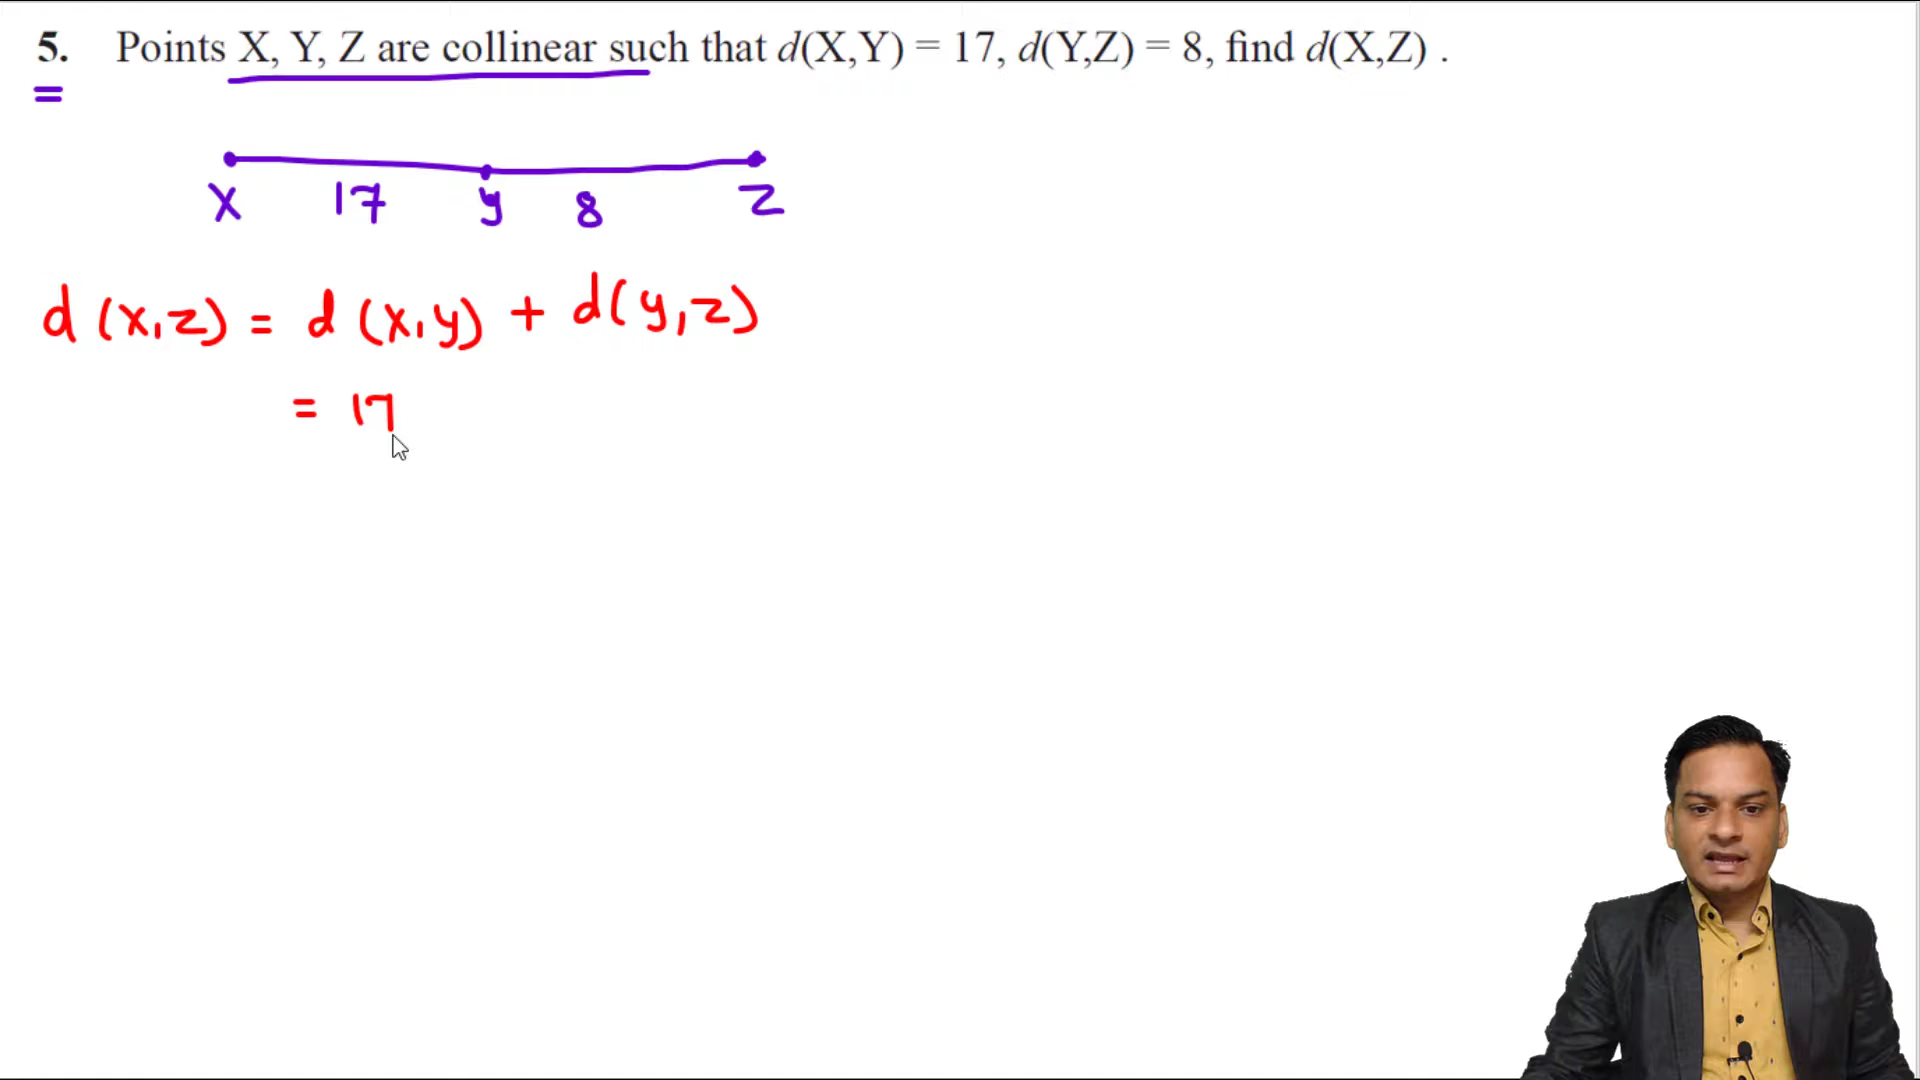 5. Points X, Y, Z are collinear such that d(X,Y) = 17, d(Y,Z) = 8, find d(X,Z) .
=
X 17 y 8 Z
d (x,z) = d (x,y) + d(y,z)
= 17